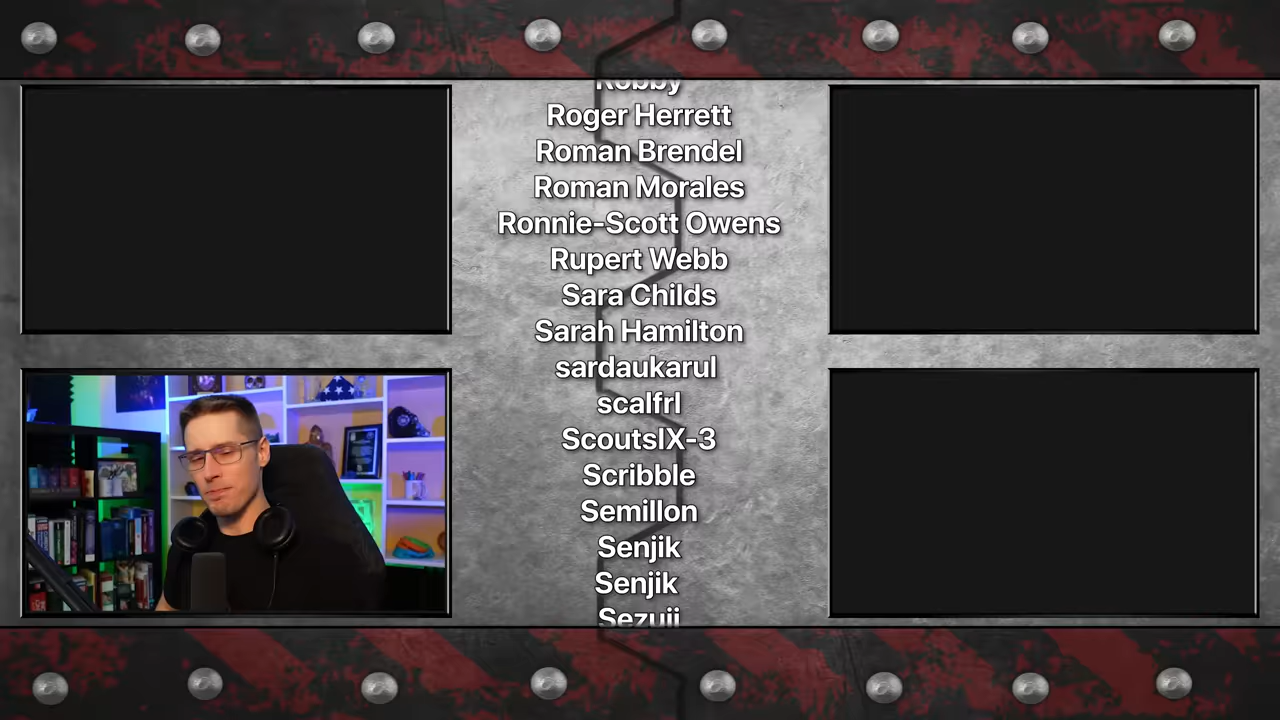 Robby
Roger Herrett
Roman Brendel
Roman Morales
Ronnie-Scott Owens
Rupert Webb
Sara Childs
Sarah Hamilton
sardaukarul
scalfrl
ScoutsIX-3
Scribble
Semillon
Senjik
Senjik